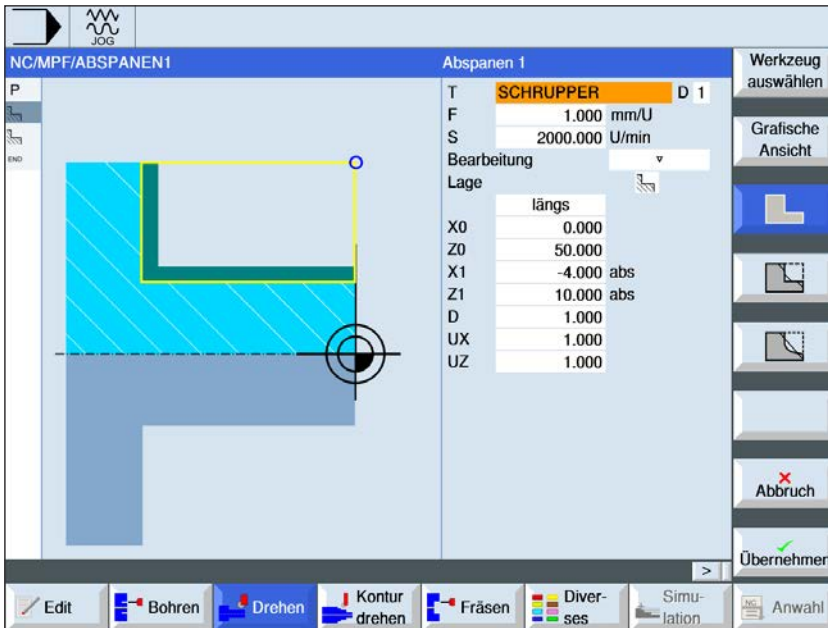 JOG
NC/MPF/ABSPANEN1
Abspanen 1
P
END
T SCHRUPPER D 1
F 1.000 mm/U
S 2000.000 U/min
Bearbeitung ▿
Lage
längs
X0 0.000
Z0 50.000
X1 -4.000 abs
Z1 10.000 abs
D 1.000
UX 1.000
UZ 1.000
Werkzeug
auswählen
Grafische
Ansicht
Abbruch
Übernehmen
>
Edit
Bohren
Drehen
Kontur
drehen
Fräsen
Diver-
ses
Simu-
lation
NC
Anwahl